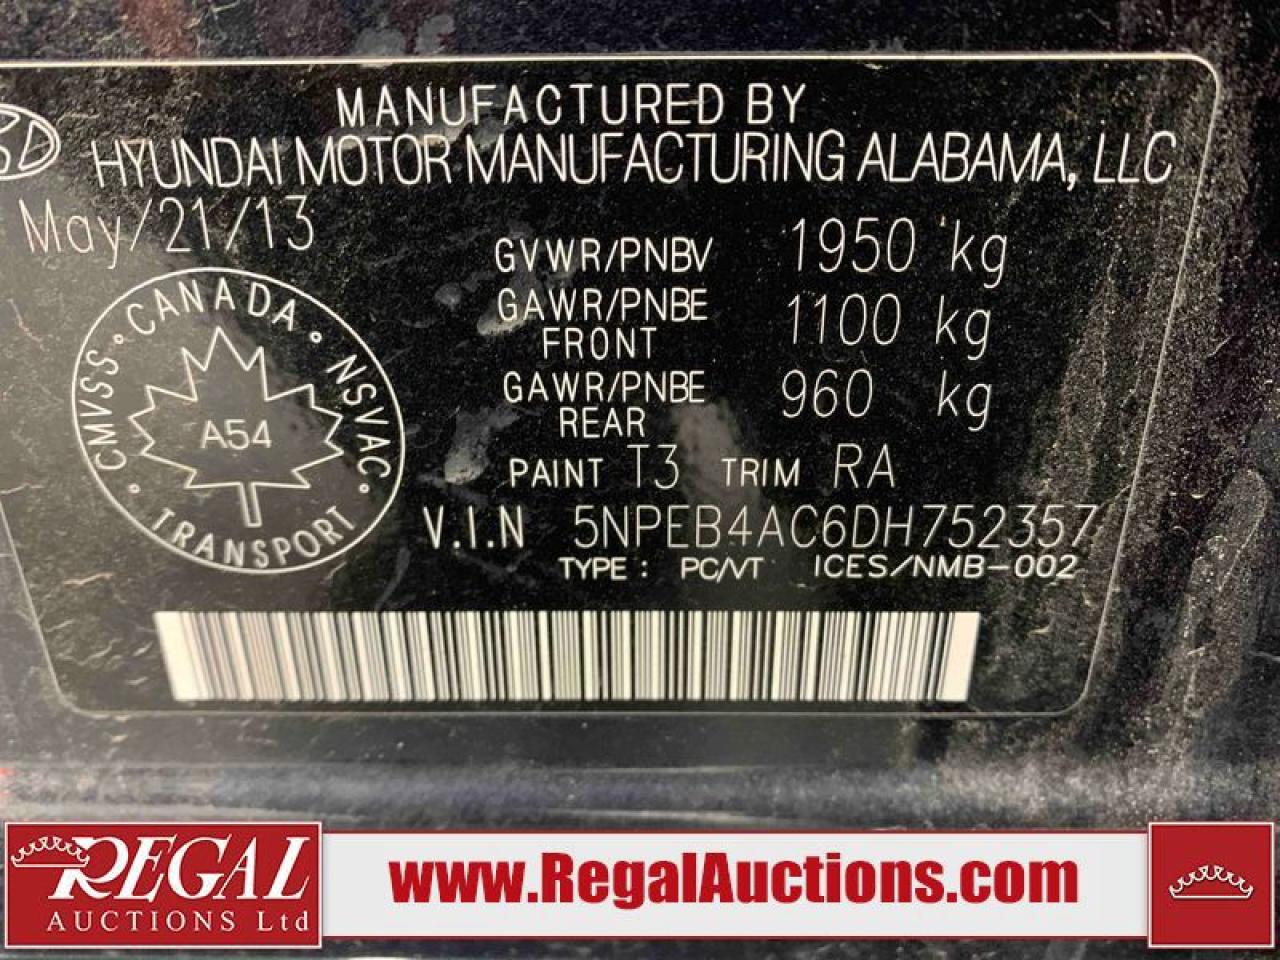 MANUFACTURED BY
HYUNDAI MOTOR MANUFACTURING ALABAMA, LLC
May/21/13
GVWR/PNBV 1950 kg
GAWR/PNBE FRONT 1100 kg
GAWR/PNBE REAR 960 kg
PAINT T3 TRIM RA
V.I.N 5NPEB4AC6DH752357
TYPE : PC/VT ICES/NMB-002
CMVSS · CANADA · NSVAC · TRANSPORT ·
A54
REGAL
AUCTIONS Ltd
www.RegalAuctions.com